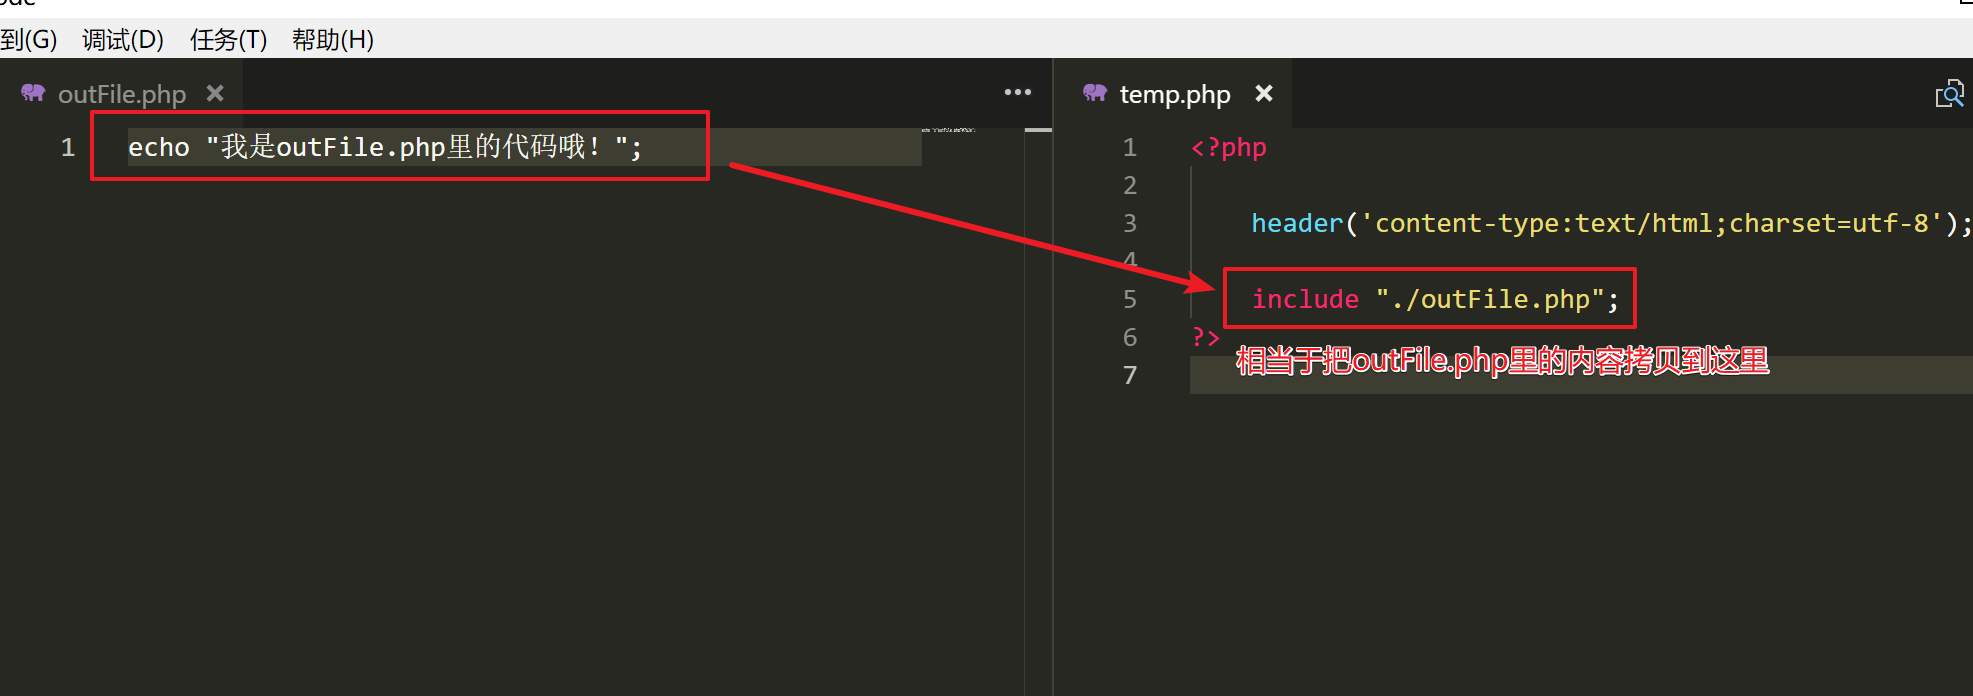 到(G) 调试(D) 任务(T) 帮助(H)
outFile.php
1 echo "我是outFile.php里的代码哦！";
temp.php
1 <?php
2
3 header('content-type:text/html;charset=utf-8');
4
5 include "./outFile.php";
6 ?>
相当于把outFile.php里的内容拷贝到这里
7